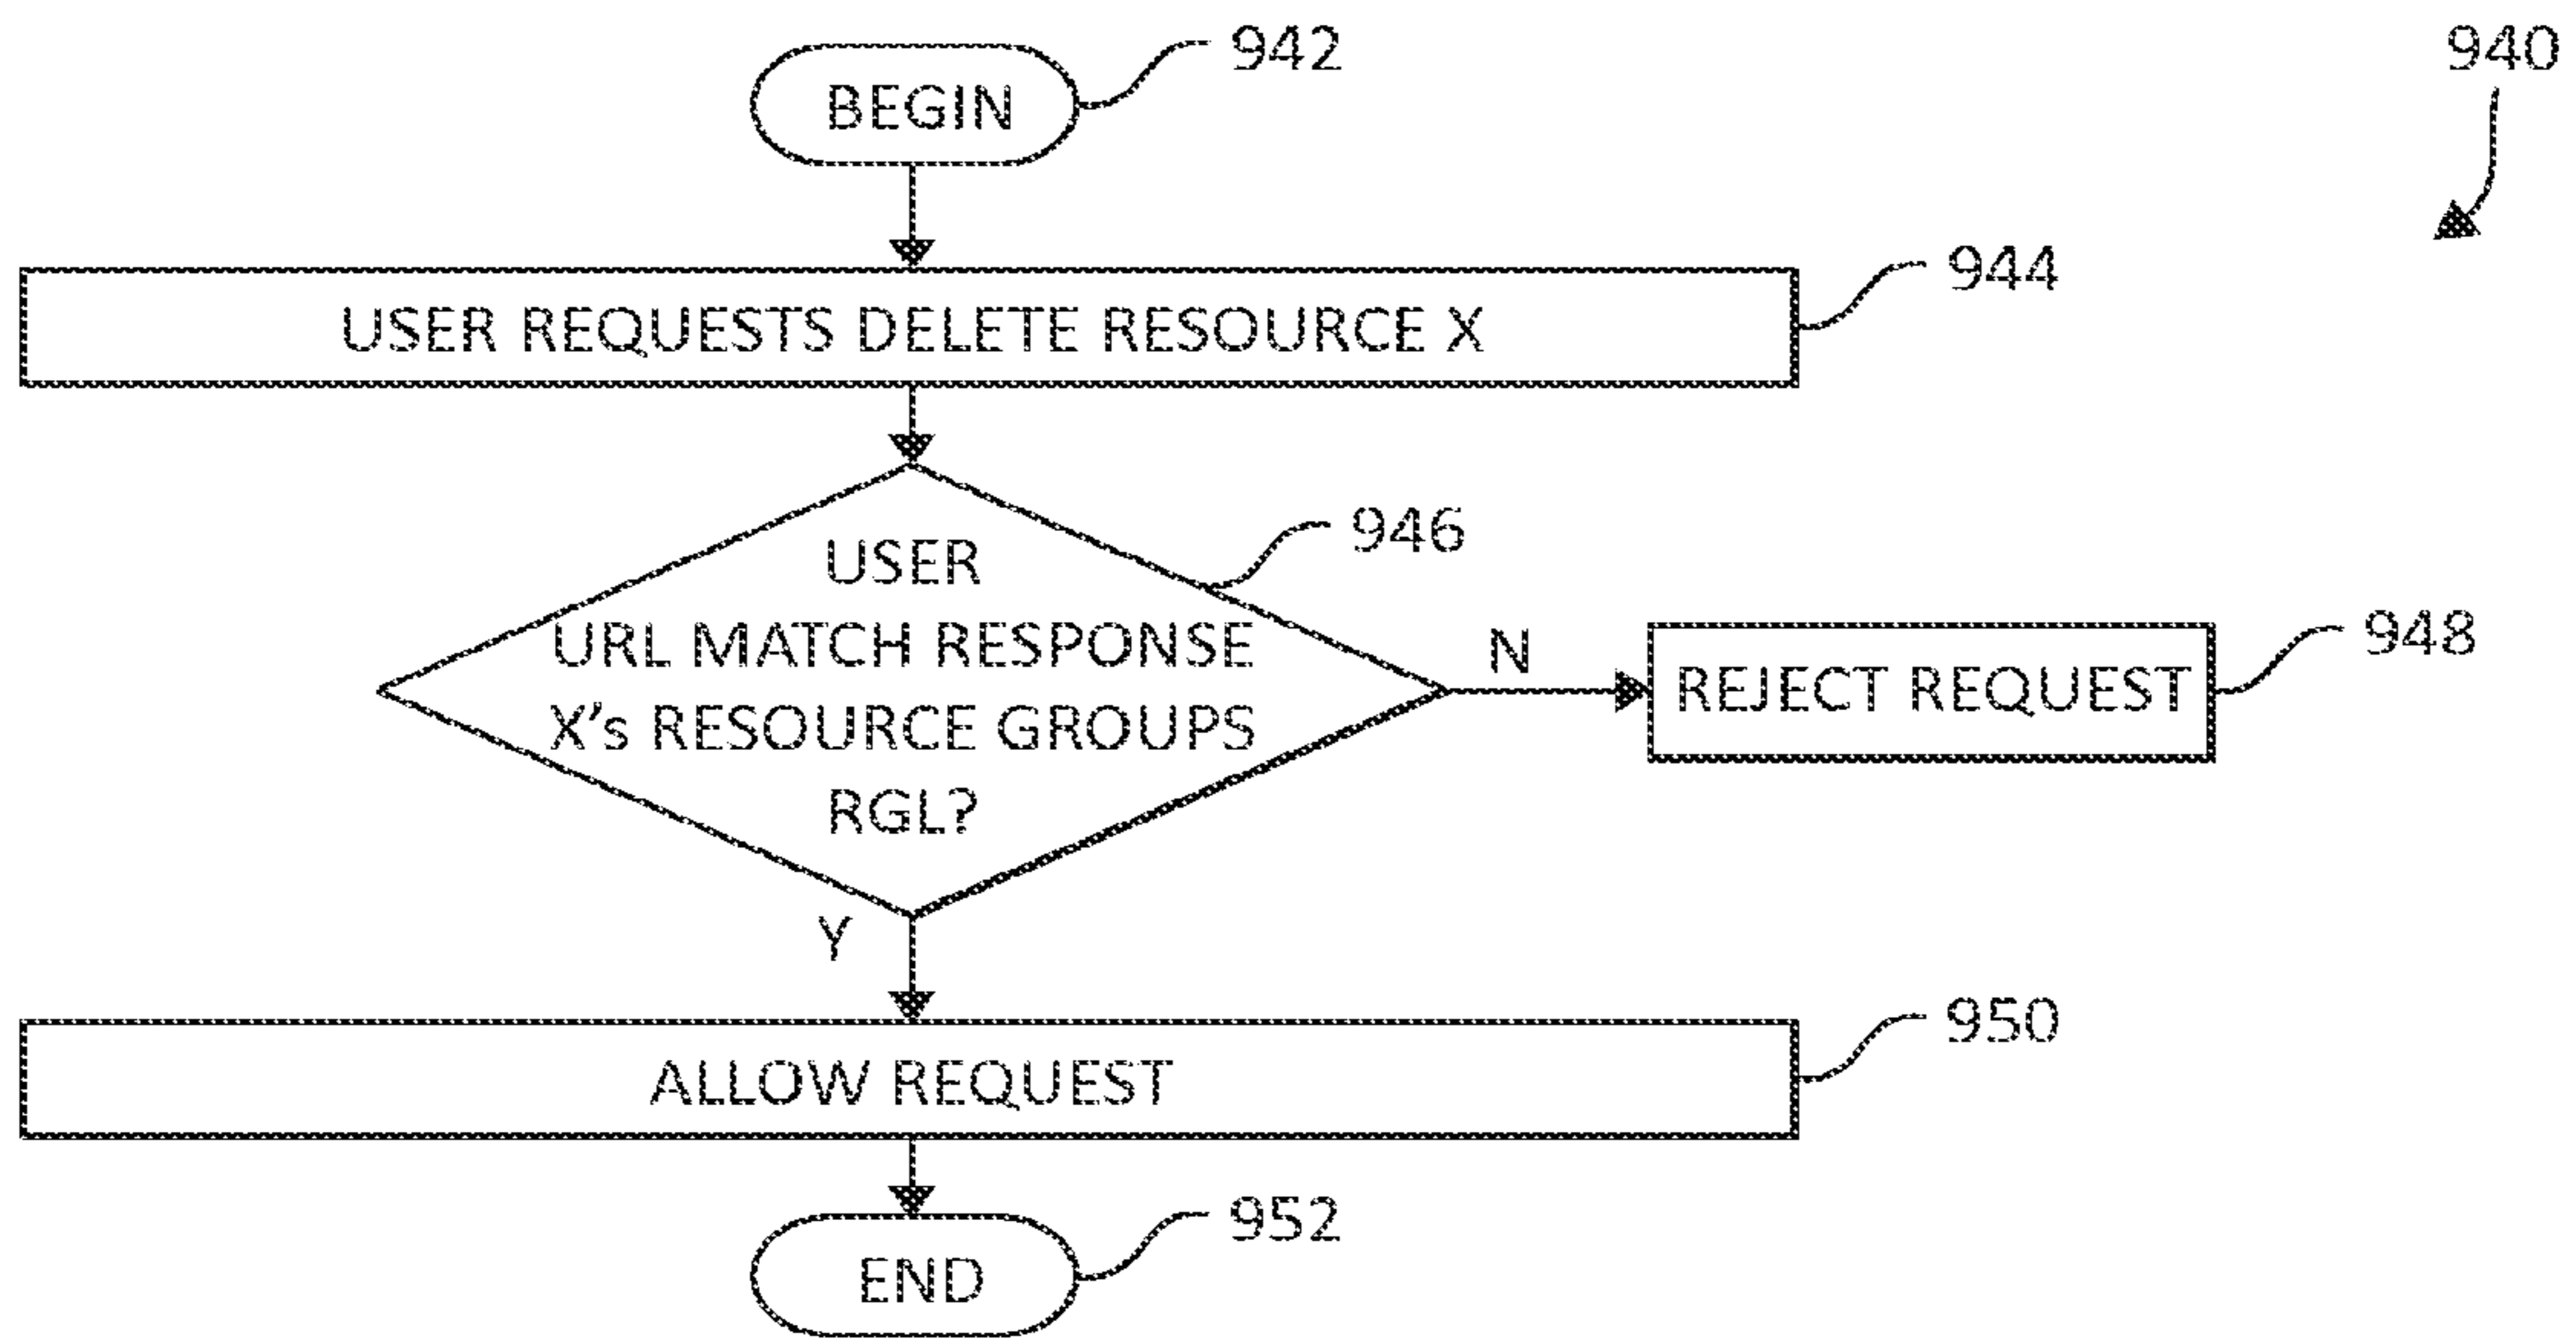 942
940
BEGIN
944
USER REQUESTS DELETE RESOURCE X
946
USER
URL MATCH RESPONSE
X's RESOURCE GROUPS
RGL?
N
948
REJECT REQUEST
Y
950
ALLOW REQUEST
952
END